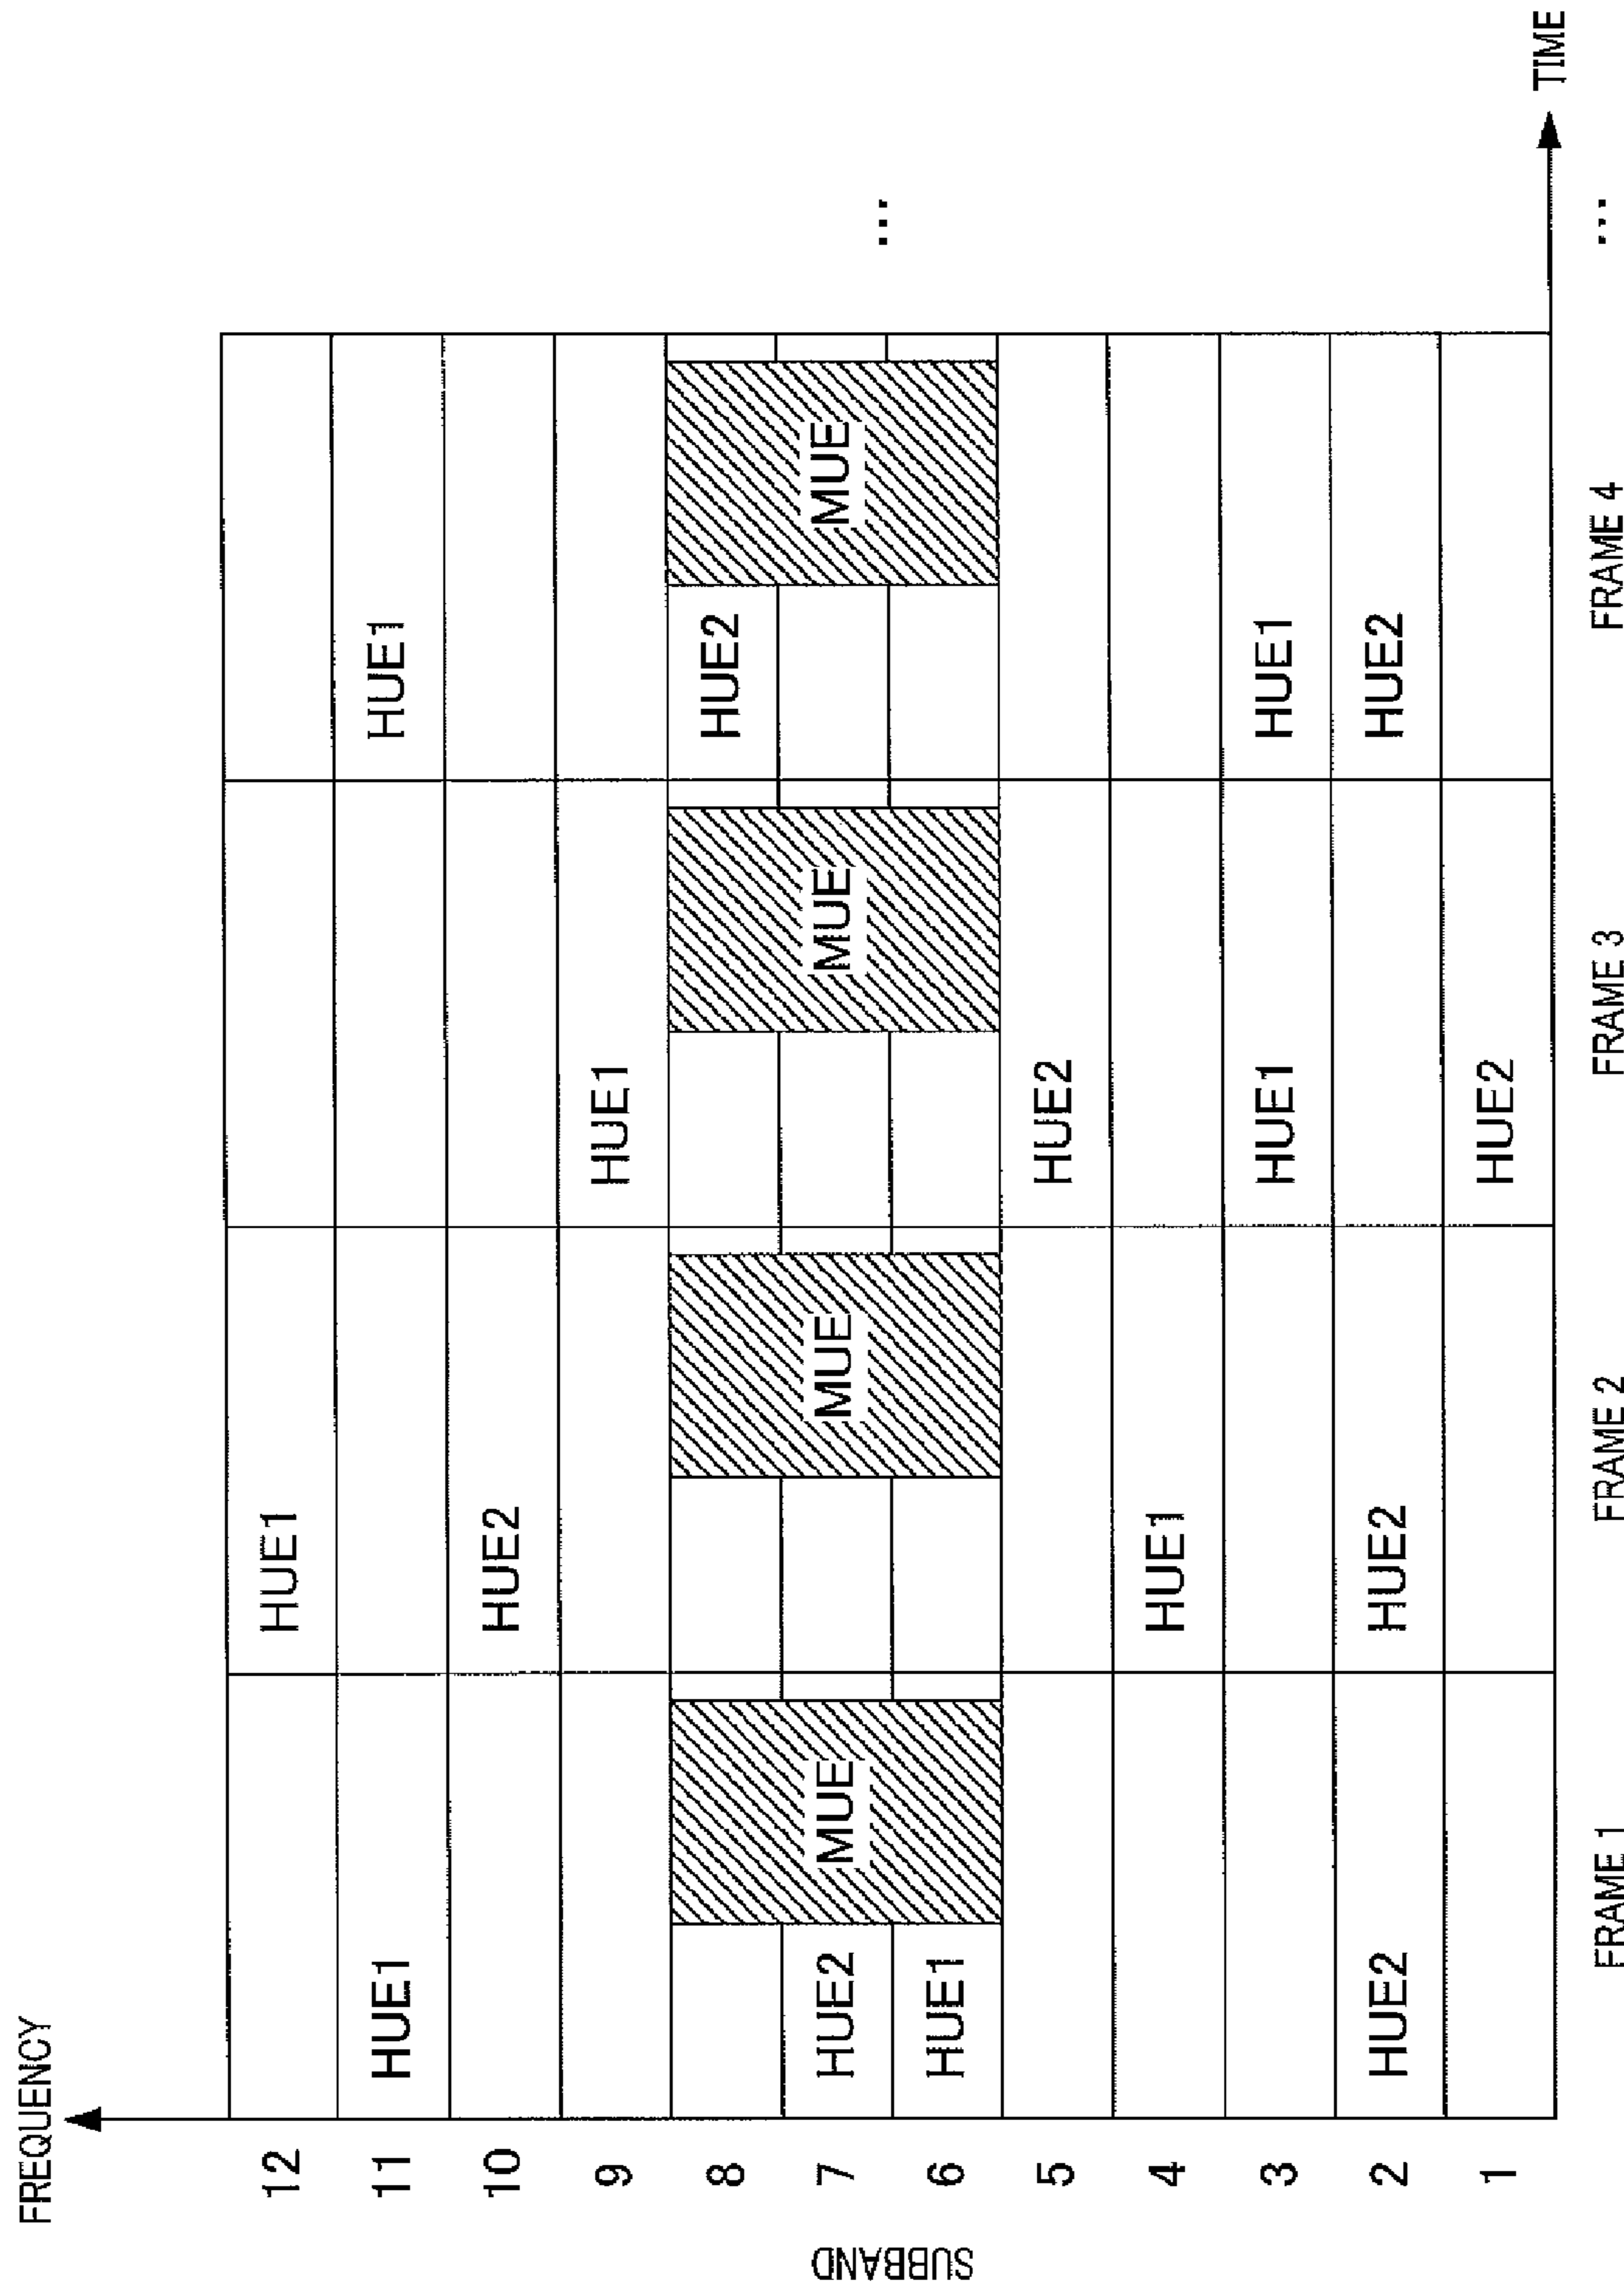 FREQUENCY
SUBBAND
12 HUE1
11 HUE1 HUE1
10 HUE2
9 HUE1
8 HUE2
7 HUE2 MUE MUE MUE MUE ...
6 HUE1
5 HUE2
4 HUE1
3 HUE1 HUE1
2 HUE2 HUE2 HUE2
1 HUE2
TIME
FRAME 1 FRAME 2 FRAME 3 FRAME 4 ...